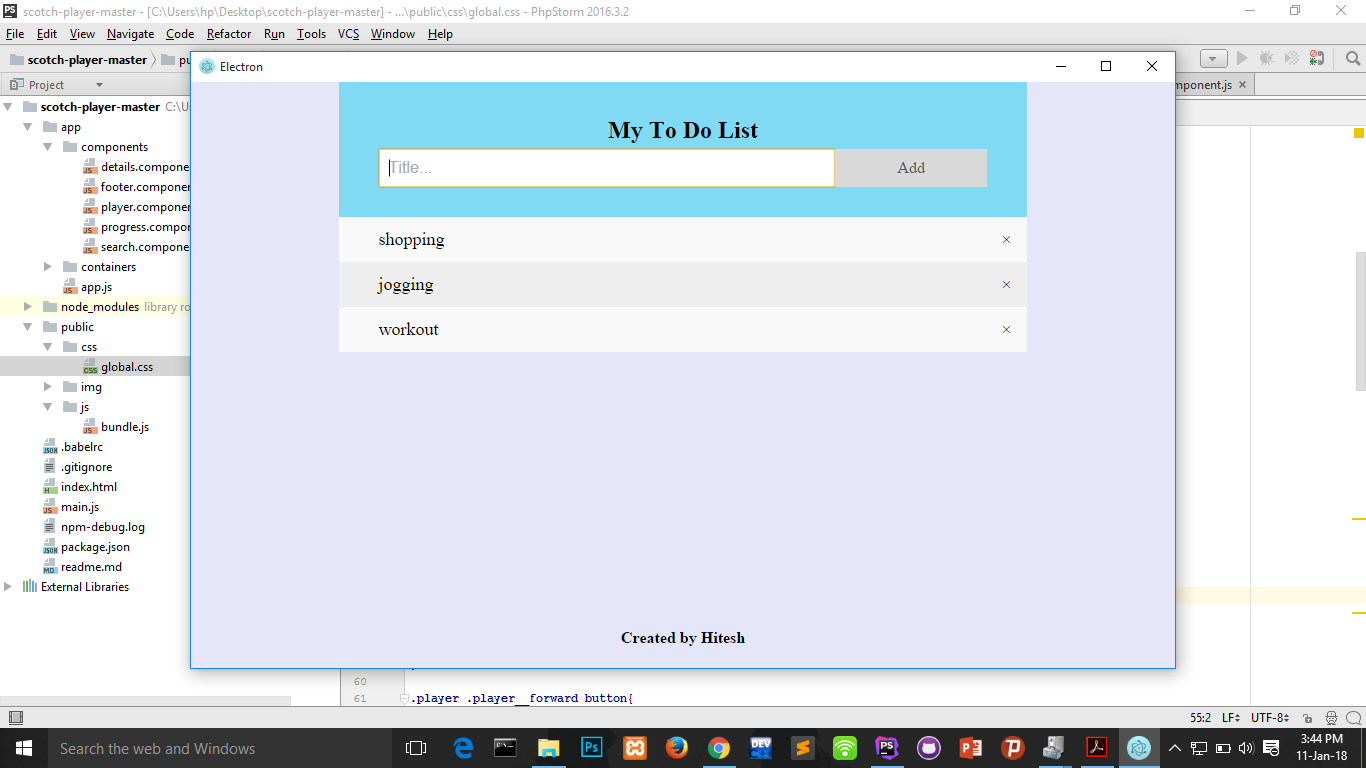 scotch-player-master - [C:\Users\hp\Desktop\scotch-player-master] - ...\public\css\global.css - PhpStorm 2016.3.2
File Edit View Navigate Code Refactor Run Tools VCS Window Help
scotch-player-master
Project
mponent.js
Electron
scotch-player-master C:\U
app
components
details.compone
footer.componer
player.componer
progress.compor
search.compone
containers
app.js
node_modules library ro
public
css
global.css
img
js
bundle.js
.babelrc
.gitignore
index.html
main.js
npm-debug.log
package.json
readme.md
External Libraries
My To Do List
Title...
Add
shopping ×
jogging ×
workout ×
Created by Hitesh
60
61 .player .player__forward button{
55:2 LF÷ UTF-8÷
Search the web and Windows
3:44 PM
11-Jan-18